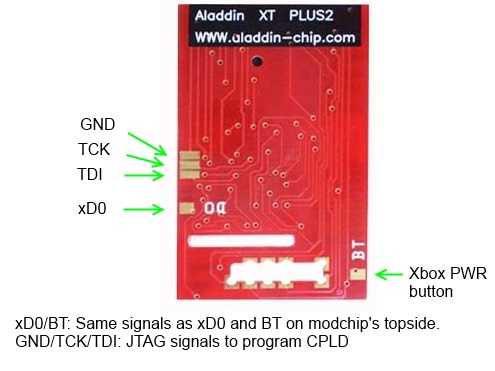 Aladdin XT PLUS2
www.aladdin-chip.com
GND
TCK
TDI
xD0
DO
BT
Xbox PWR
button
xD0/BT: Same signals as xD0 and BT on modchip's topside.
GND/TCK/TDI: JTAG signals to program CPLD